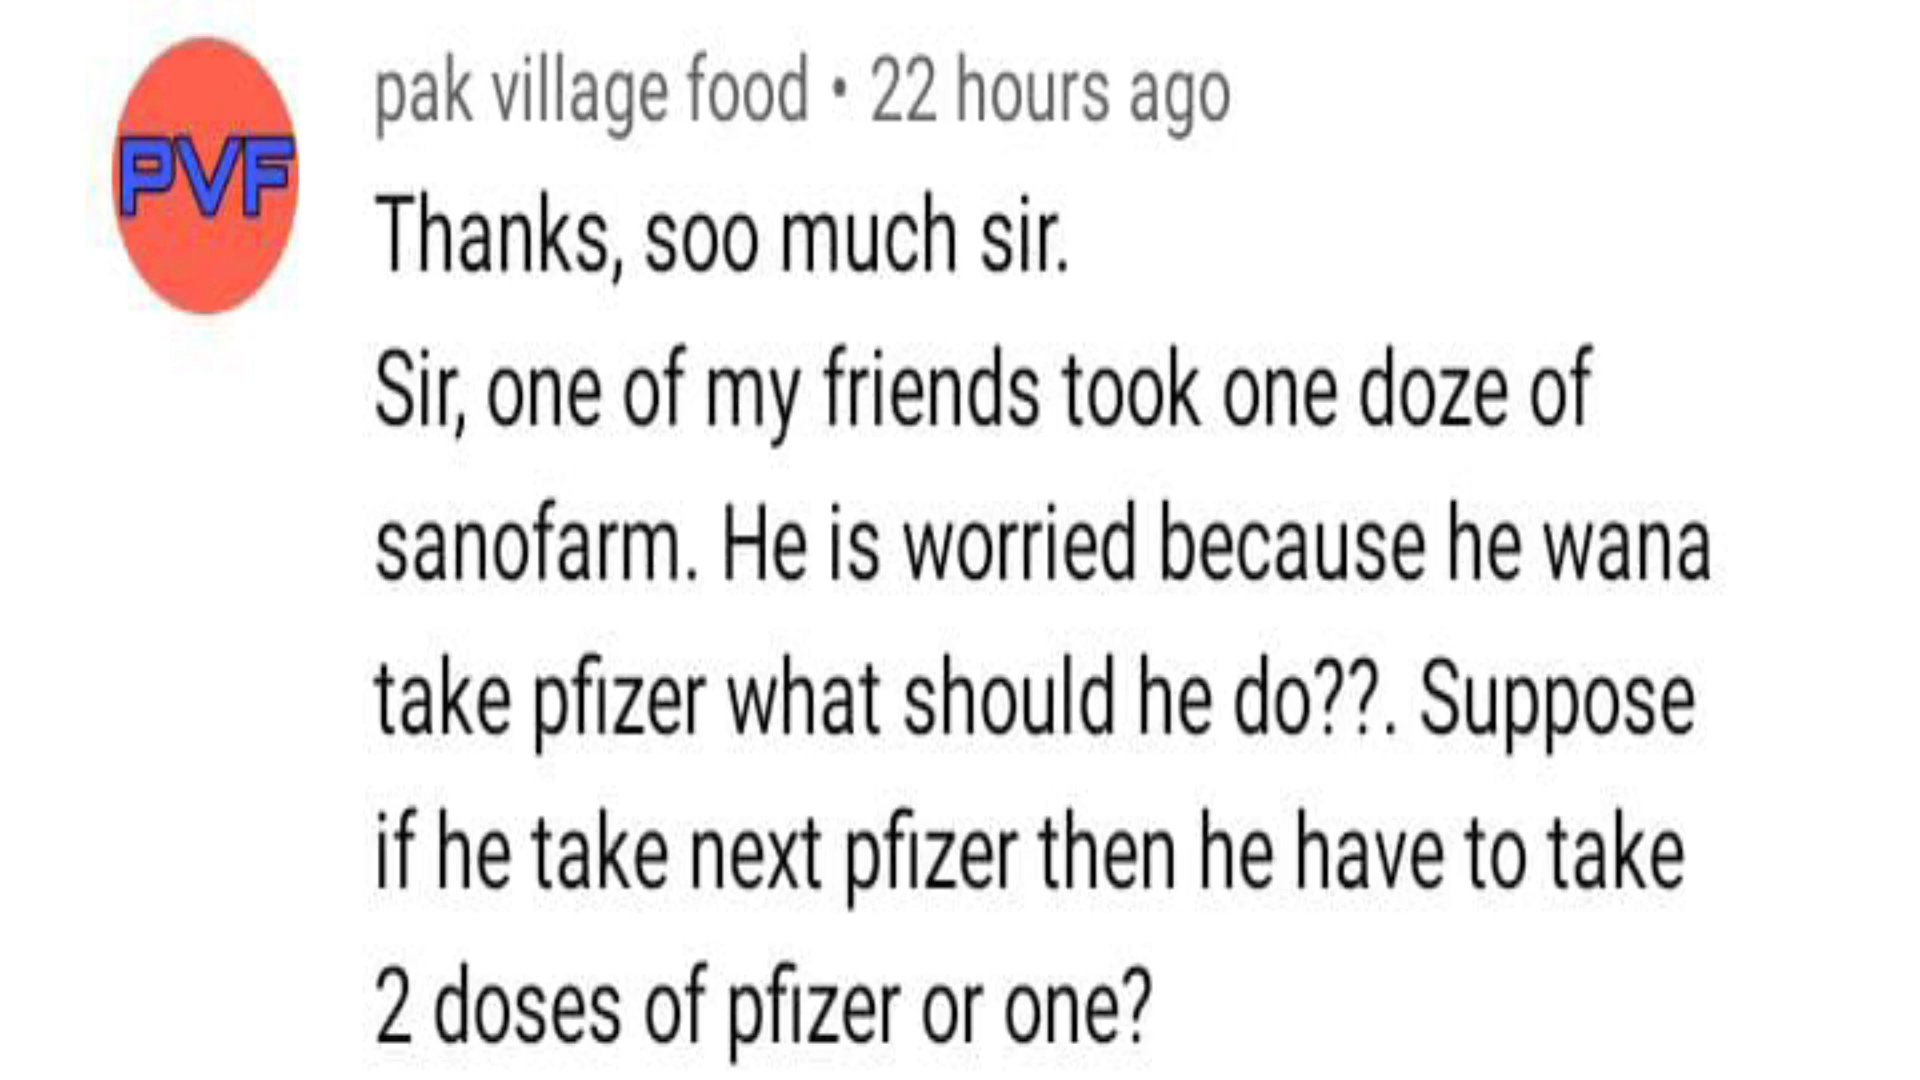 PVF
pak village food • 22 hours ago
Thanks, soo much sir.
Sir, one of my friends took one doze of
sanofarm. He is worried because he wana
take pfizer what should he do??. Suppose
if he take next pfizer then he have to take
2 doses of pfizer or one?